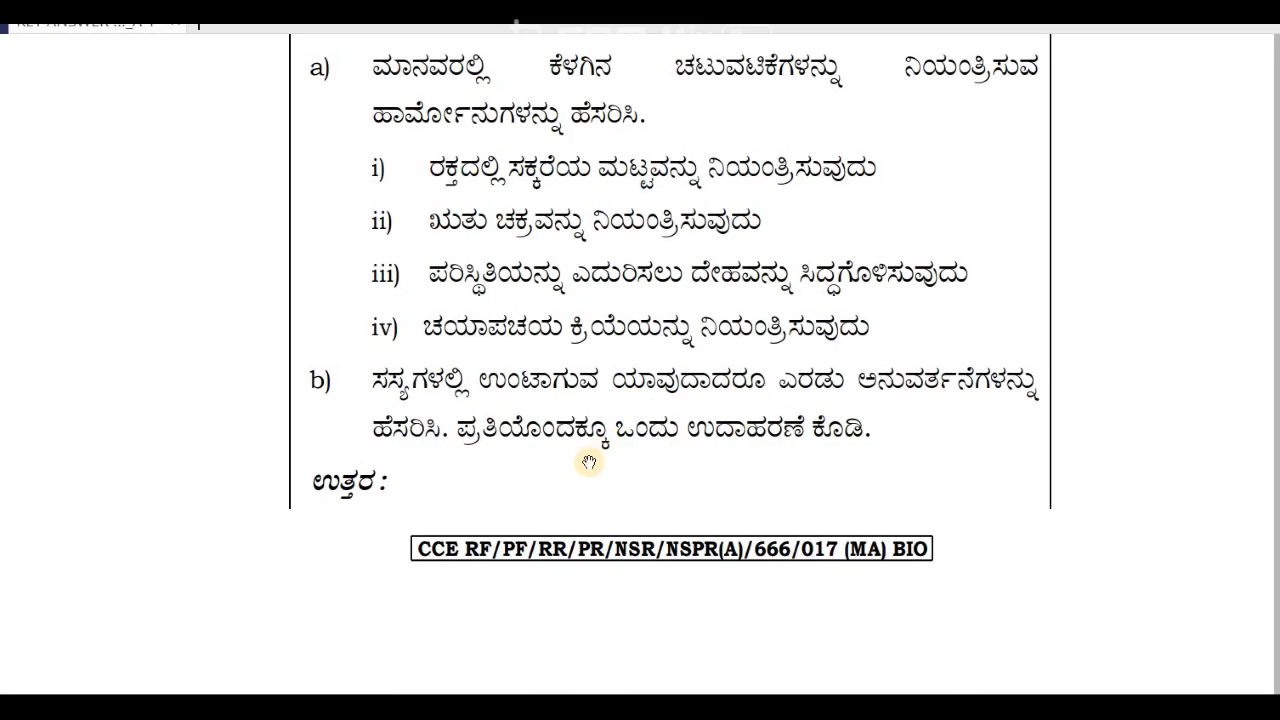 a) ಮಾನವರಲ್ಲಿ ಕೆಳಗಿನ ಚಟುವಟಿಕೆಗಳನ್ನು ನಿಯಂತ್ರಿಸುವ
ಹಾರ್ಮೋನುಗಳನ್ನು ಹೆಸರಿಸಿ.
i) ರಕ್ತದಲ್ಲಿ ಸಕ್ಕರೆಯ ಮಟ್ಟವನ್ನು ನಿಯಂತ್ರಿಸುವುದು
ii) ಋತು ಚಕ್ರವನ್ನು ನಿಯಂತ್ರಿಸುವುದು
iii) ಪರಿಸ್ಥಿತಿಯನ್ನು ಎದುರಿಸಲು ದೇಹವನ್ನು ಸಿದ್ಧಗೊಳಿಸುವುದು
iv) ಚಯಾಪಚಯ ಕ್ರಿಯೆಯನ್ನು ನಿಯಂತ್ರಿಸುವುದು
b) ಸಸ್ಯಗಳಲ್ಲಿ ಉಂಟಾಗುವ ಯಾವುದಾದರೂ ಎರಡು ಅನುವರ್ತನೆಗಳನ್ನು
ಹೆಸರಿಸಿ. ಪ್ರತಿಯೊಂದಕ್ಕೂ ಒಂದು ಉದಾಹರಣೆ ಕೊಡಿ.
ಉತ್ತರ :
CCE RF/PF/RR/PR/NSR/NSPR(A)/666/017 (MA) BIO